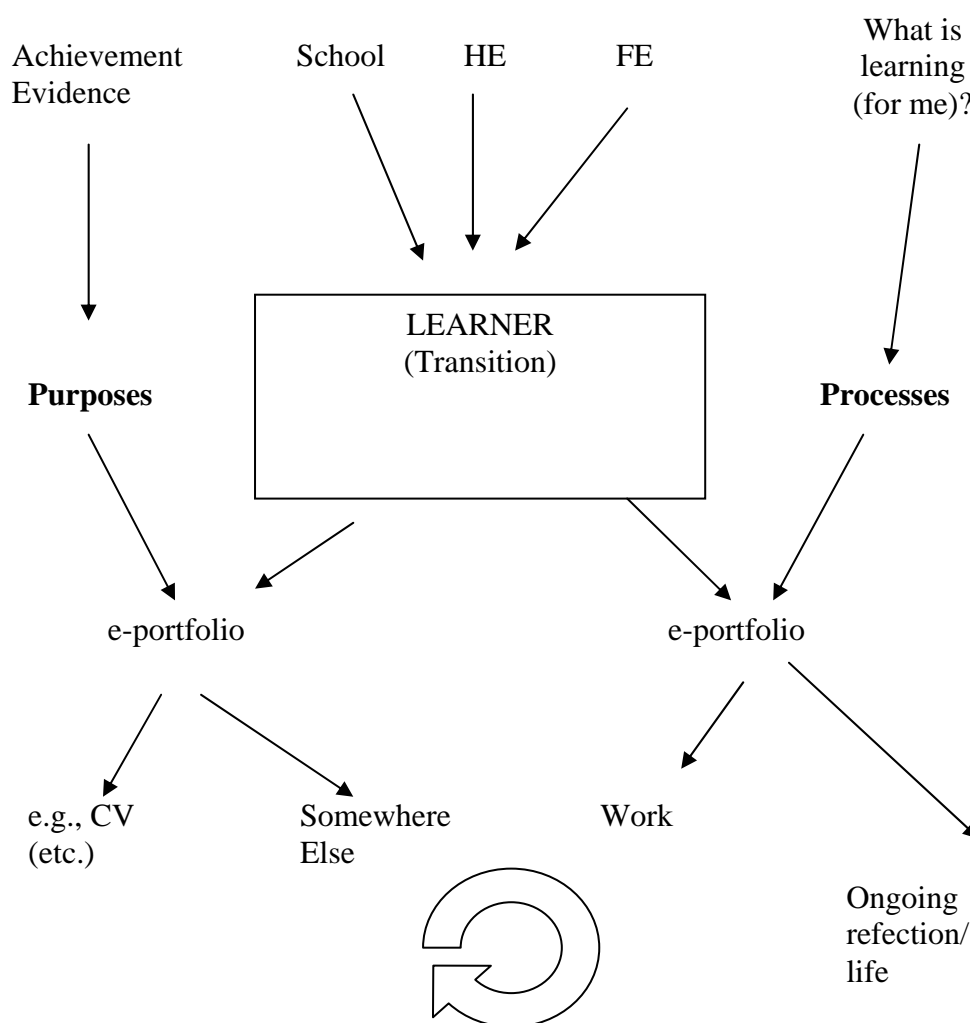 Achievement
Evidence
School
HE
FE
What is
learning
(for me)?
LEARNER
(Transition)
Purposes
Processes
e-portfolio
e-portfolio
e.g., CV
(etc.)
Somewhere
Else
Work
Ongoing
refection/
life